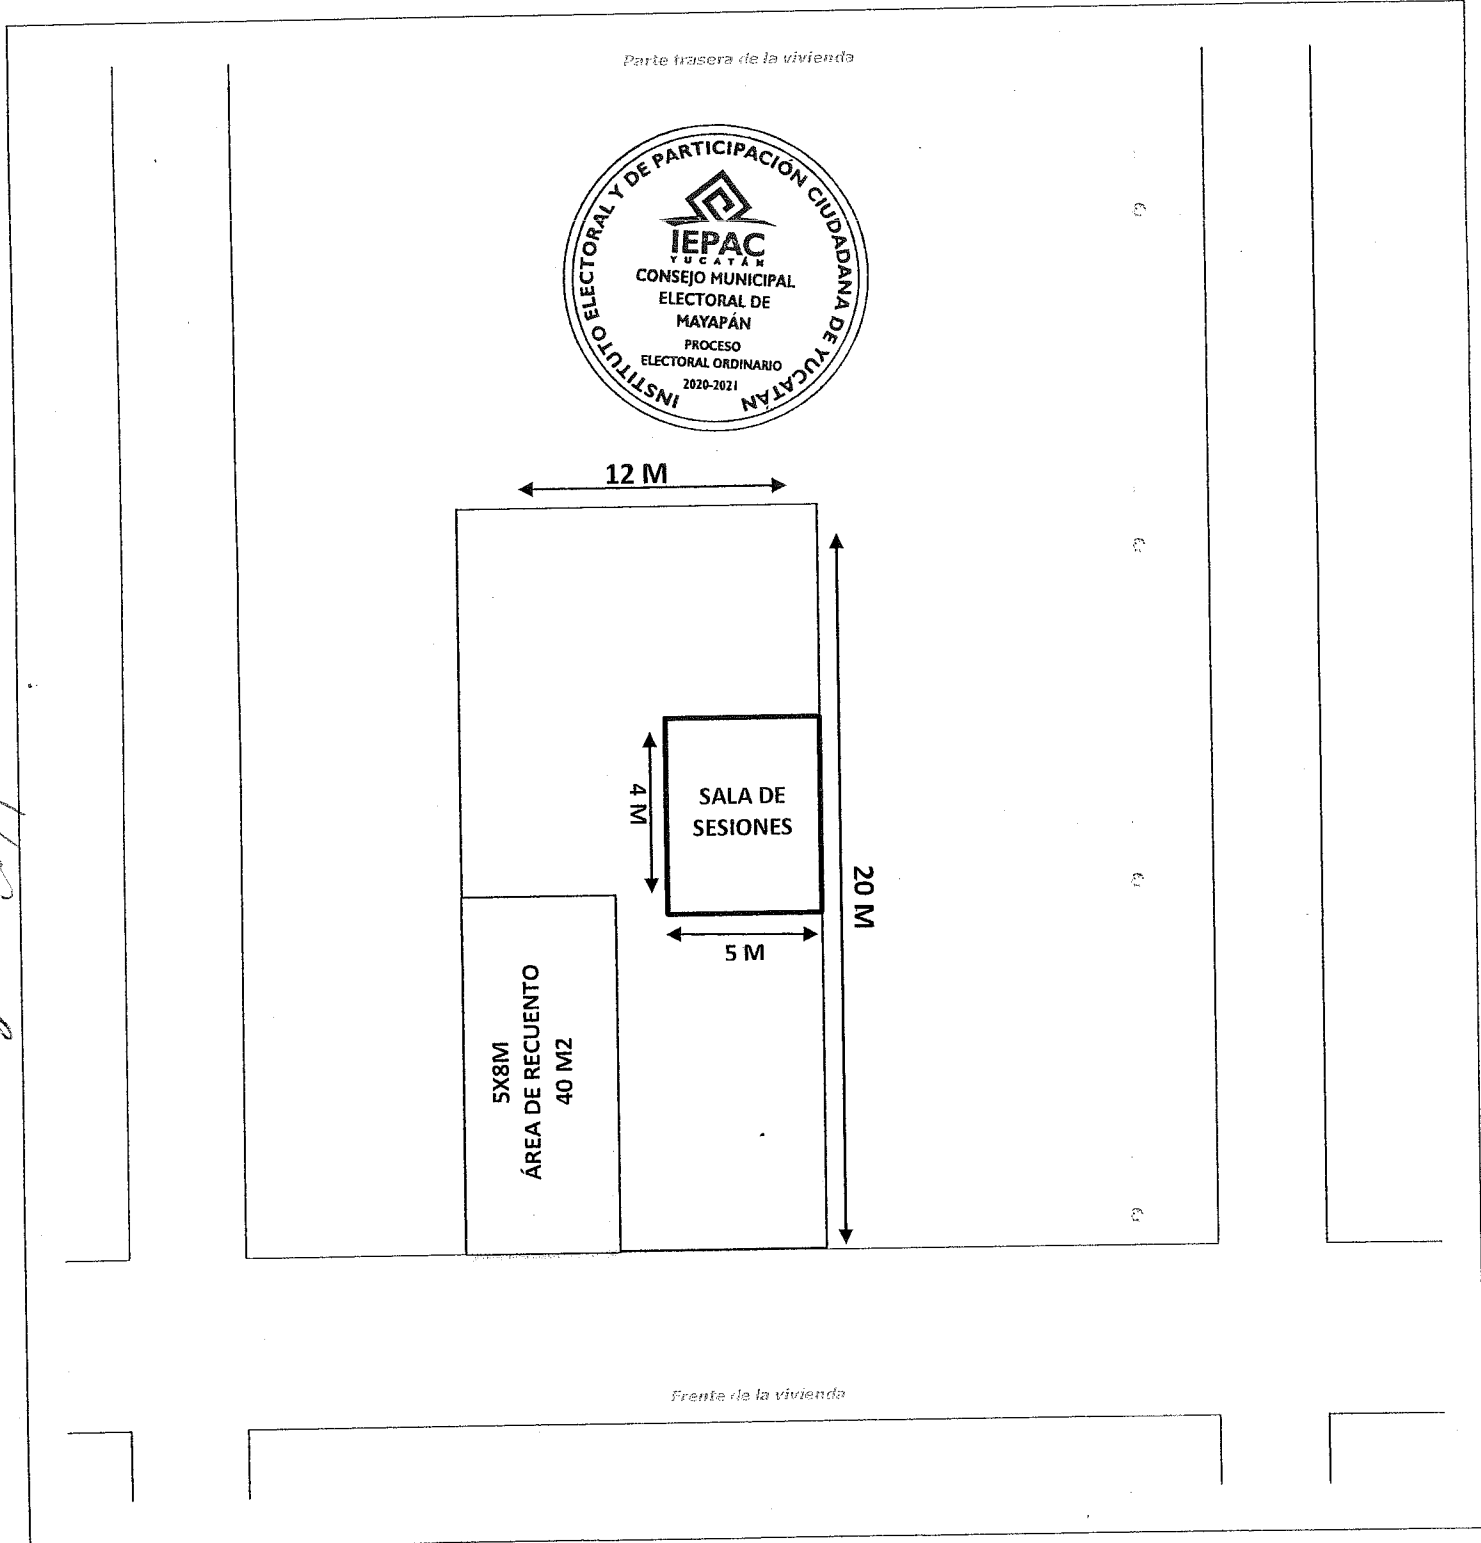 Parte trasera de la vivienda
INSTITUTO ELECTORAL Y DE PARTICIPACIÓN CIUDADANA DE YUCATÁN
IEPAC
YUCATÁN
CONSEJO MUNICIPAL
ELECTORAL DE
MAYAPÁN
PROCESO
ELECTORAL ORDINARIO
2020-2021
12 M
4 M
SALA DE
SESIONES
20 M
5 M
5X8M
ÁREA DE RECUENTO
40 M2
Frente de la vivienda